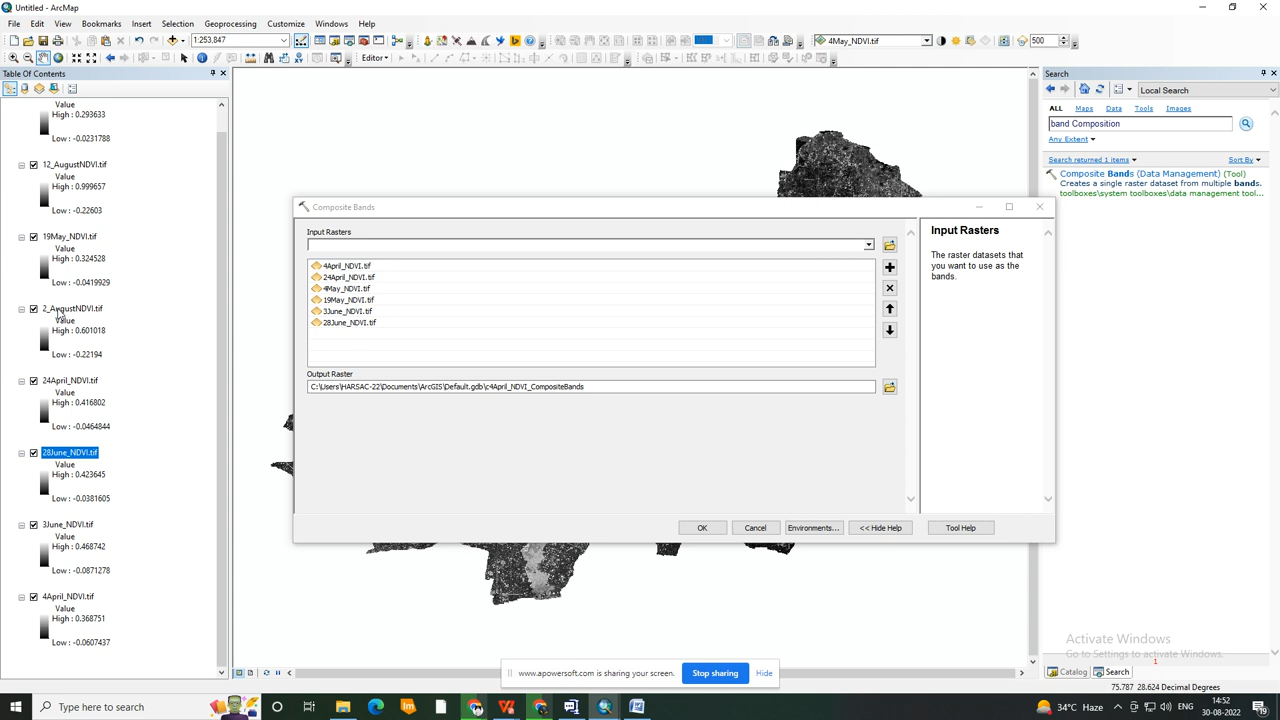 Untitled - ArcMap
File Edit View Bookmarks Insert Selection Geoprocessing Customize Windows Help
1:253,847
4May_NDVI.tif
500
Editor
Table Of Contents
Value
High : 0.293633
Low : -0.0231788
12_AugustNDVI.tif
Value
High : 0.999657
Low : -0.22603
19May_NDVI.tif
Value
High : 0.324528
Low : -0.0419929
2_AugustNDVI.tif
Value
High : 0.601018
Low : -0.22194
24April_NDVI.tif
Value
High : 0.416802
Low : -0.0464844
28June_NDVI.tif
Value
High : 0.423645
Low : -0.0381605
3June_NDVI.tif
Value
High : 0.468742
Low : -0.0871278
4April_NDVI.tif
Value
High : 0.368751
Low : -0.0607437
Composite Bands
Input Rasters
4April_NDVI.tif
24April_NDVI.tif
4May_NDVI.tif
19May_NDVI.tif
3June_NDVI.tif
28June_NDVI.tif
Output Raster
C:\Users\HARSAC-22\Documents\ArcGIS\Default.gdb\c4April_NDVI_CompositeBands
OK Cancel Environments... << Hide Help Tool Help
Input Rasters
The raster datasets that
you want to use as the
bands.
Search
Local Search
ALL Maps Data Tools Images
band Composition
Any Extent
Search returned 1 items Sort By
Composite Bands (Data Management) (Tool)
Creates a single raster dataset from multiple bands.
toolboxes\system toolboxes\data management tool...
Activate Windows
Go to Settings to activate Windows.
1
Catalog Search
www.apowersoft.com is sharing your screen. Stop sharing Hide
75.787 28.624 Decimal Degrees
Type here to search
34°C Haze
ENG
14:52
30-08-2022